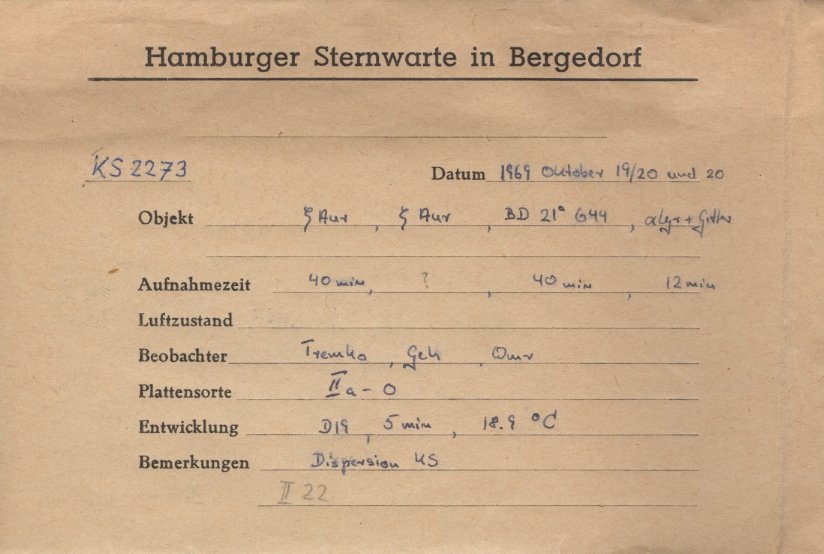 Hamburger Sternwarte in Bergedorf
KS 2273
Datum 1969 Oktober 19/20 und 20
Objekt ζ Aur, ζ Aur, BD 21° 644, α Lyr + Gitter
Aufnahmezeit 40 min, ?, 40 min, 12 min
Luftzustand
Beobachter Tremko, Geh, Omr
Plattensorte IIa-O
Entwicklung D19, 5 min, 18.9 °C
Bemerkungen Dispersion KS
II 22